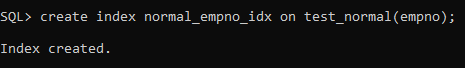 SQL> create index normal_empno_idx on test_normal(empno);
Index created.